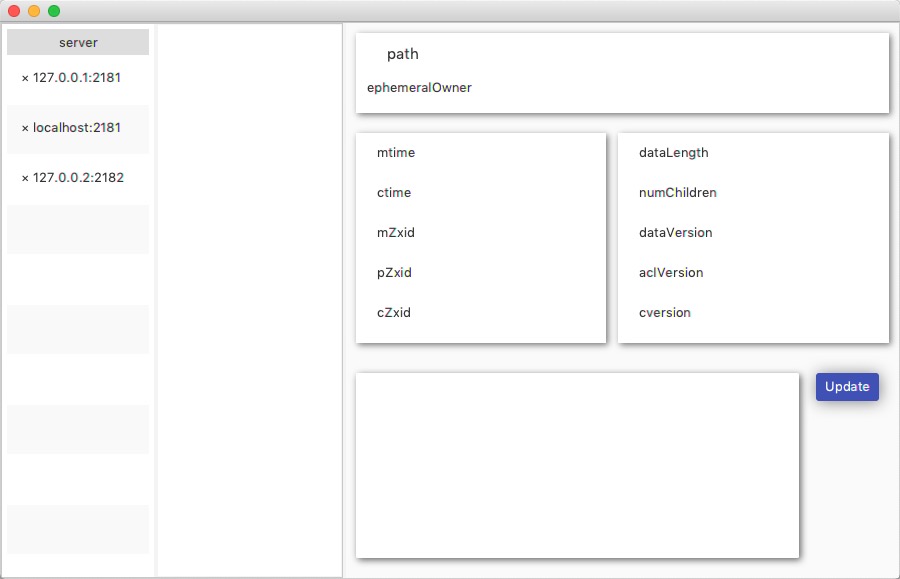 server
× 127.0.0.1:2181
× localhost:2181
× 127.0.0.2:2182
path
ephemeralOwner
mtime
ctime
mZxid
pZxid
cZxid
dataLength
numChildren
dataVersion
aclVersion
cversion
Update